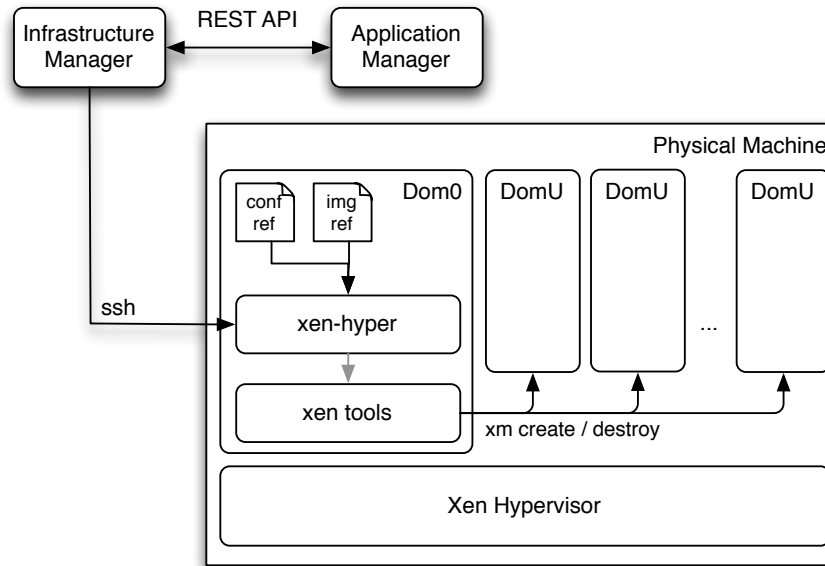 REST API
Infrastructure
Manager
Application
Manager
Physical Machine
Dom0
DomU
DomU
DomU
conf
ref
img
ref
ssh
xen-hyper
...
xen tools
xm create / destroy
Xen Hypervisor